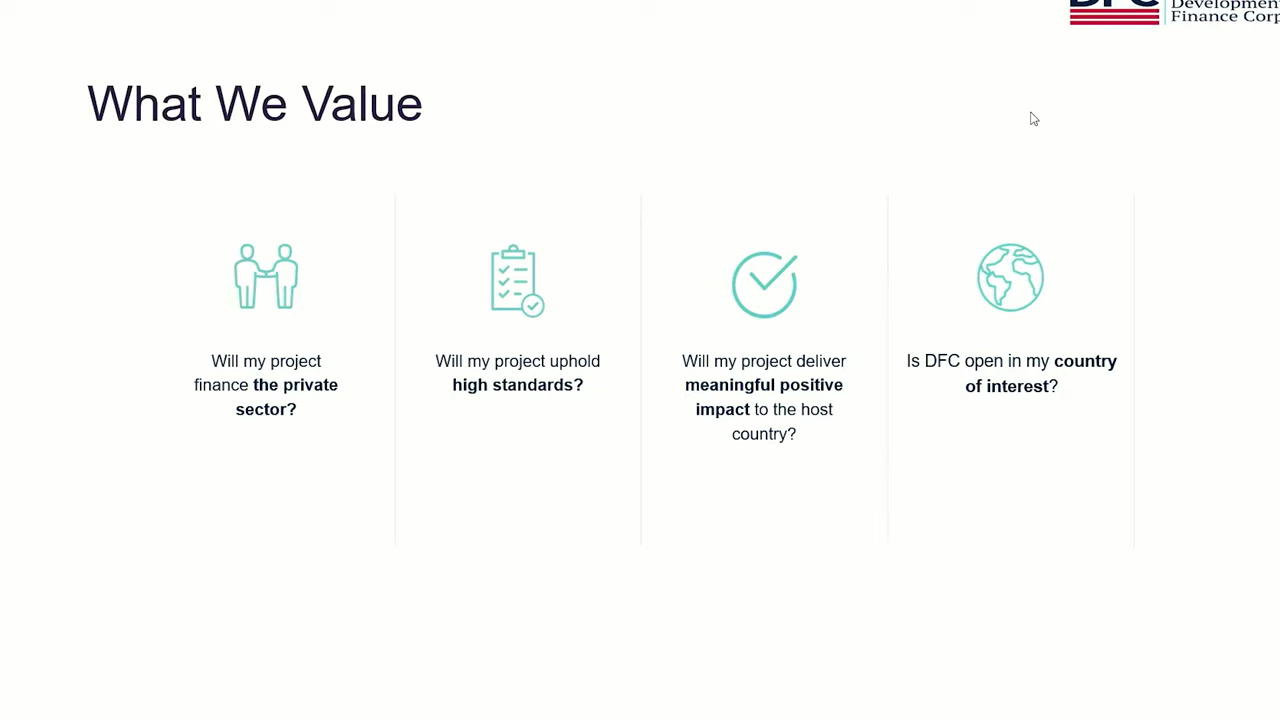 Development
Finance Corp
What We Value
Will my project
finance the private
sector?
Will my project uphold
high standards?
Will my project deliver
meaningful positive
impact to the host
country?
Is DFC open in my country
of interest?